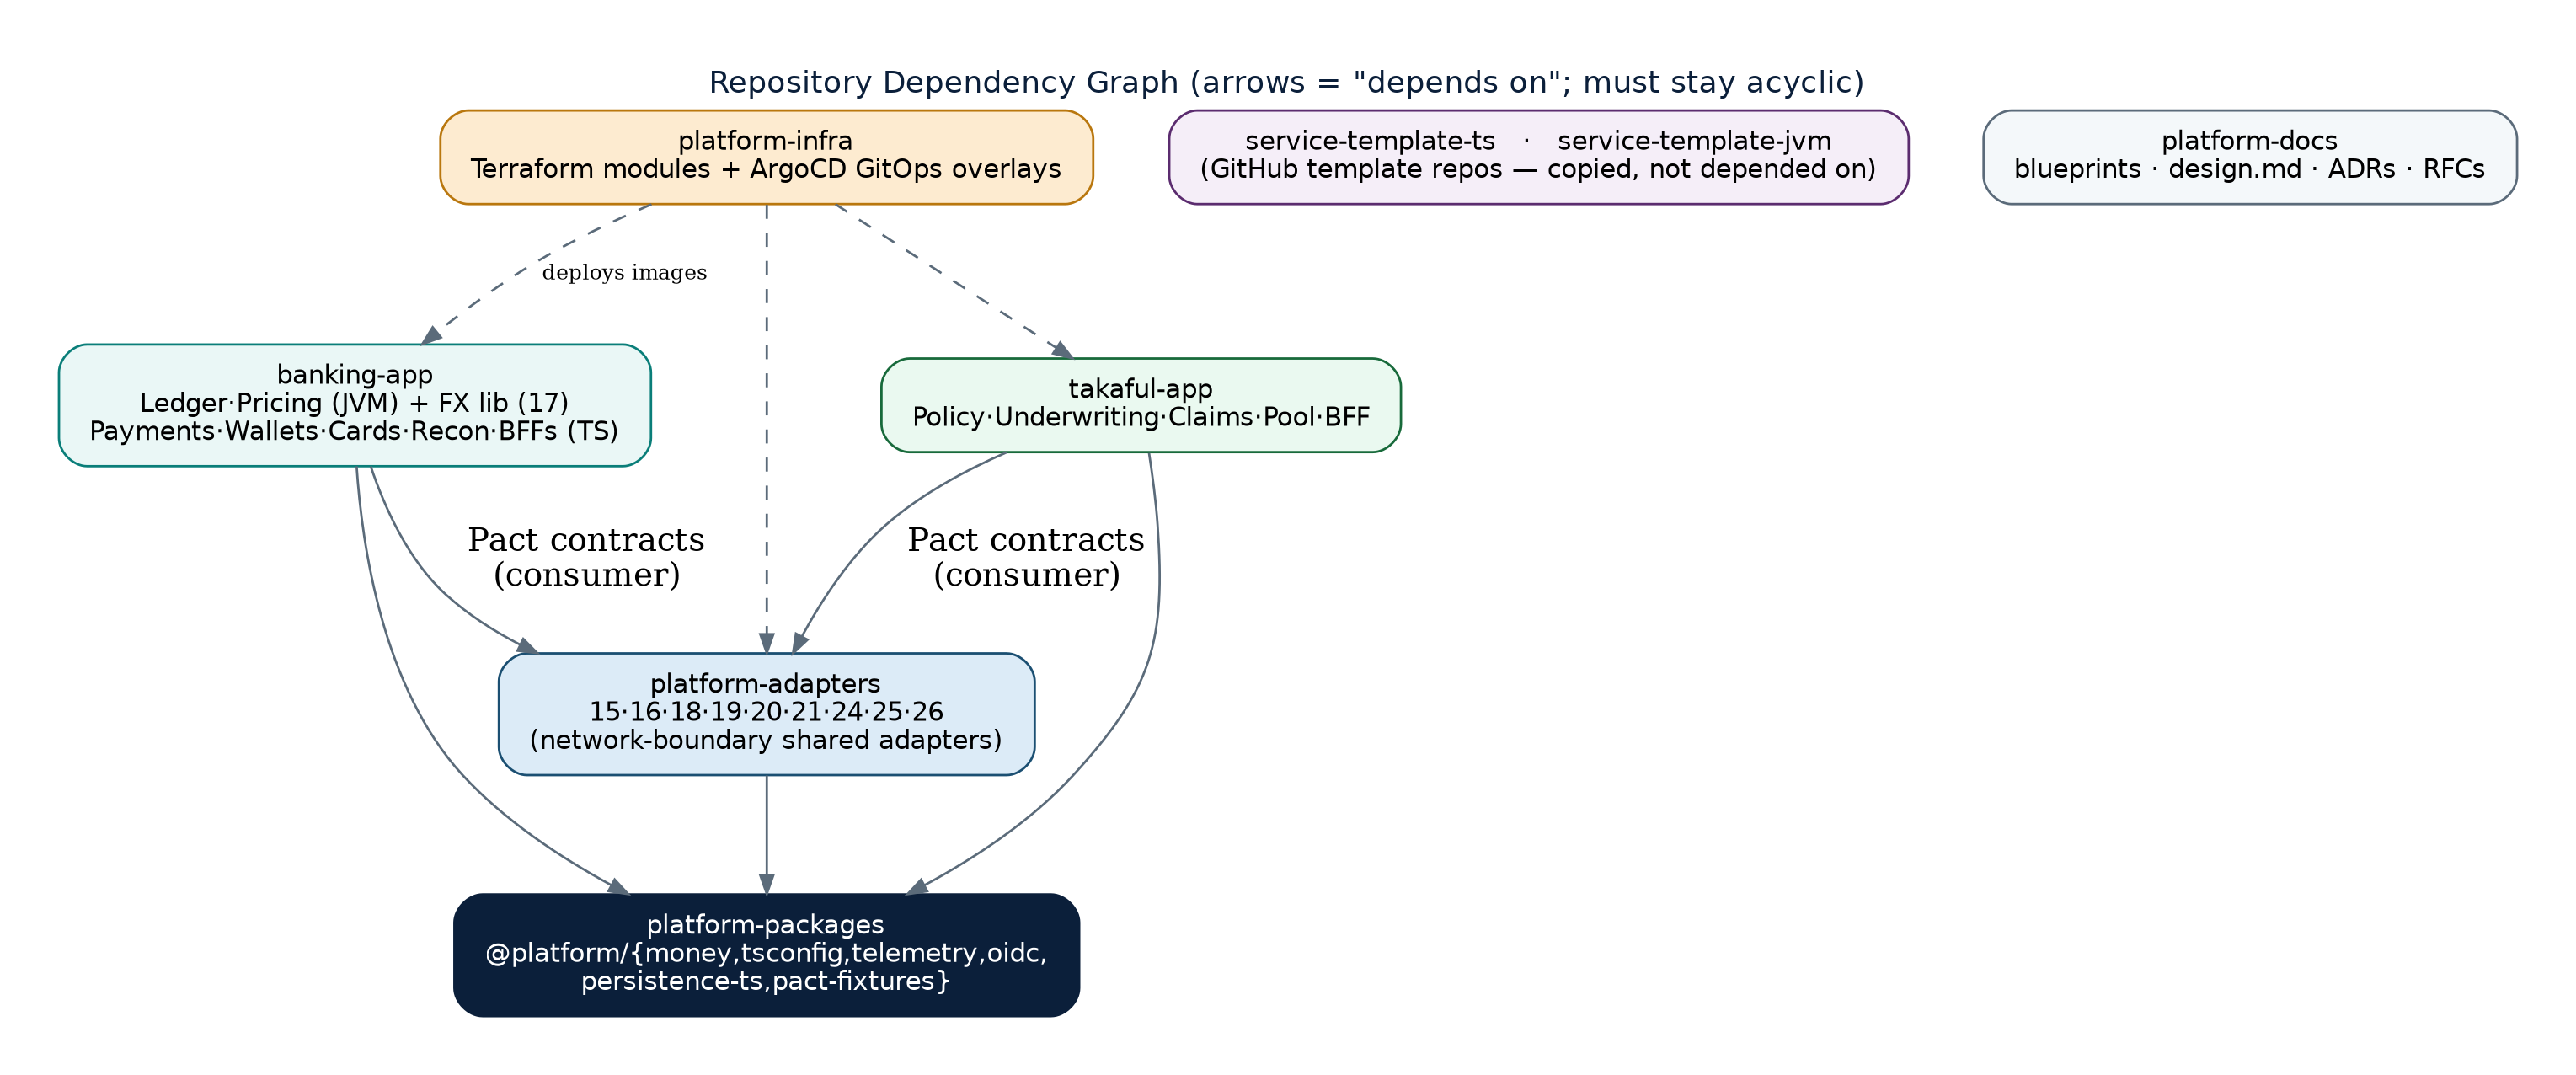 Repository Dependency Graph (arrows = "depends on"; must stay acyclic)
platform-infra
Terraform modules + ArgoCD GitOps overlays
service-template-ts · service-template-jvm
(GitHub template repos — copied, not depended on)
platform-docs
blueprints · design.md · ADRs · RFCs
deploys images
banking-app
Ledger·Pricing (JVM) + FX lib (17)
Payments·Wallets·Cards·Recon·BFFs (TS)
takaful-app
Policy·Underwriting·Claims·Pool·BFF
Pact contracts
(consumer)
Pact contracts
(consumer)
platform-adapters
15·16·18·19·20·21·24·25·26
(network-boundary shared adapters)
platform-packages
@platform/{money,tsconfig,telemetry,oidc,
persistence-ts,pact-fixtures}